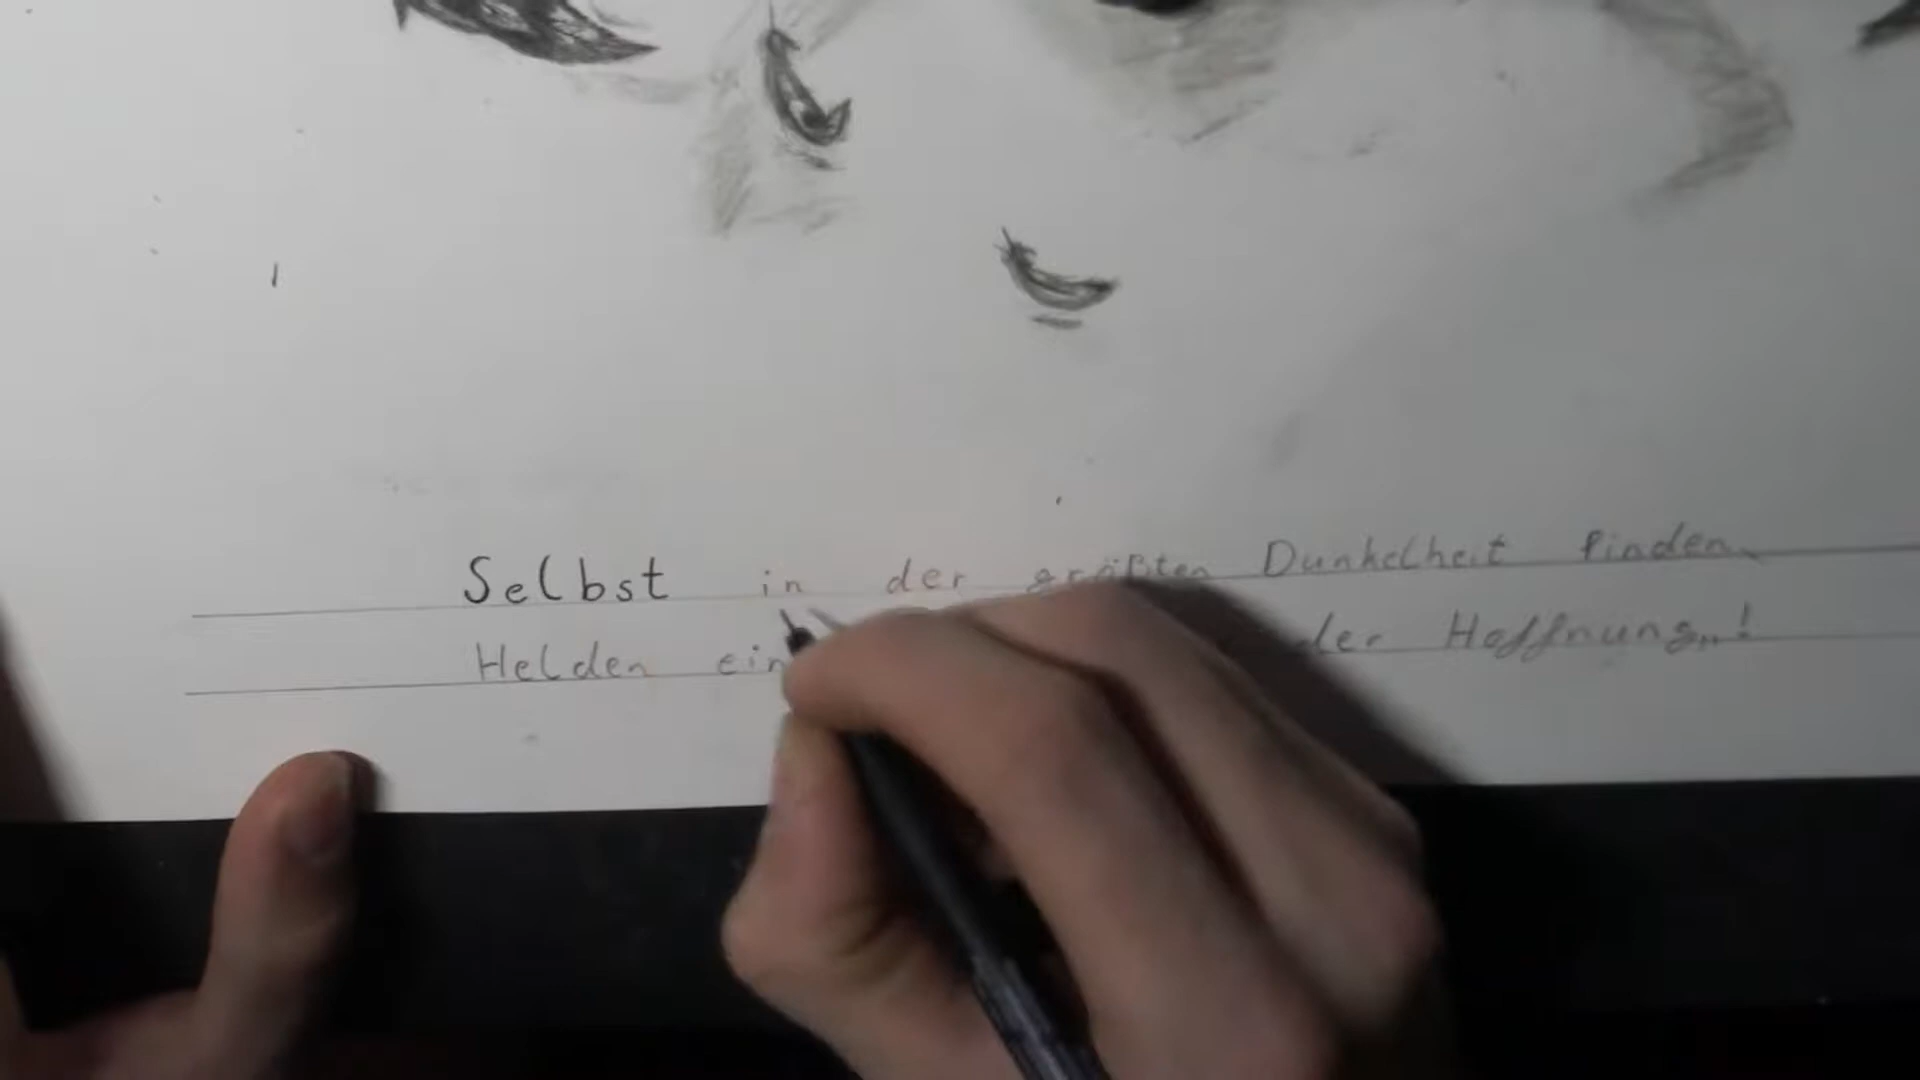 Selbst in der größten Dunkelheit finden
Helden ein der Hoffnung„!